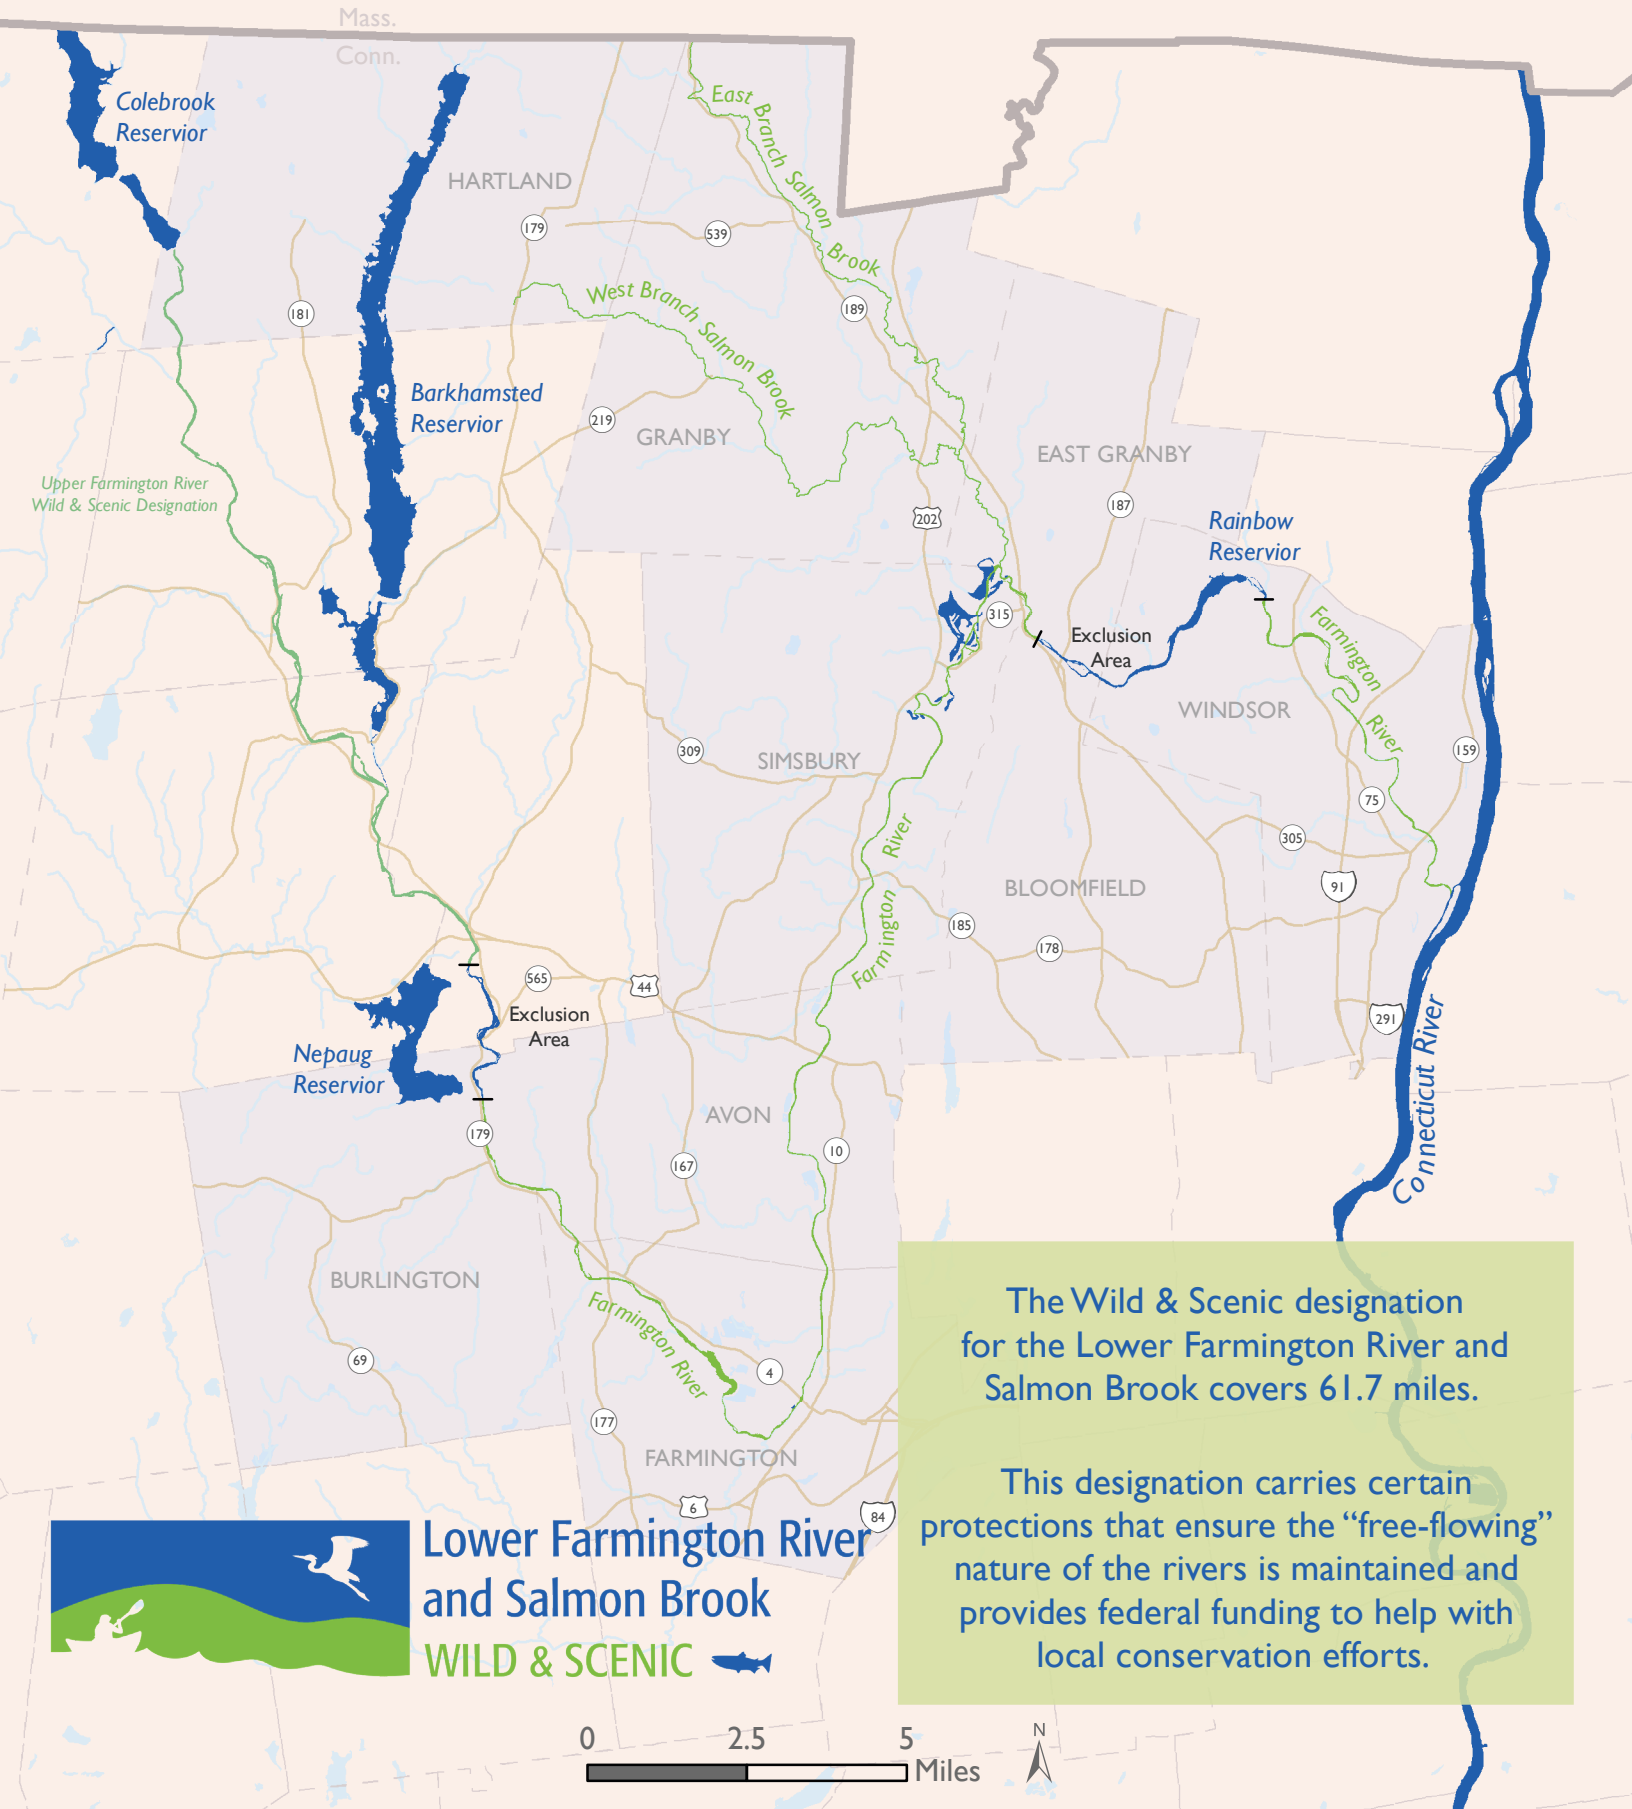 Mass.
Conn.
Colebrook
Reservior
HARTLAND
East Branch Salmon
Brook
179
539
West Branch Salmon Brook
181
189
Barkhamsted
Reservior
219
GRANBY
EAST GRANBY
Upper Farmington River
Wild & Scenic Designation
187
202
Rainbow
Reservior
315
Exclusion
Area
Farmington
River
WINDSOR
309
SIMSBURY
159
75
305
River
Farmington
BLOOMFIELD
91
185
178
565
44
Exclusion
Area
291
Nepaug
Reservior
Connecticut River
AVON
179
10
167
BURLINGTON
Farmington River
69
4
177
FARMINGTON
6
84
The Wild & Scenic designation
for the Lower Farmington River and
Salmon Brook covers 61.7 miles.
This designation carries certain
protections that ensure the “free-flowing”
nature of the rivers is maintained and
provides federal funding to help with
local conservation efforts.
Lower Farmington River
and Salmon Brook
WILD & SCENIC
0 2.5 5
Miles
N